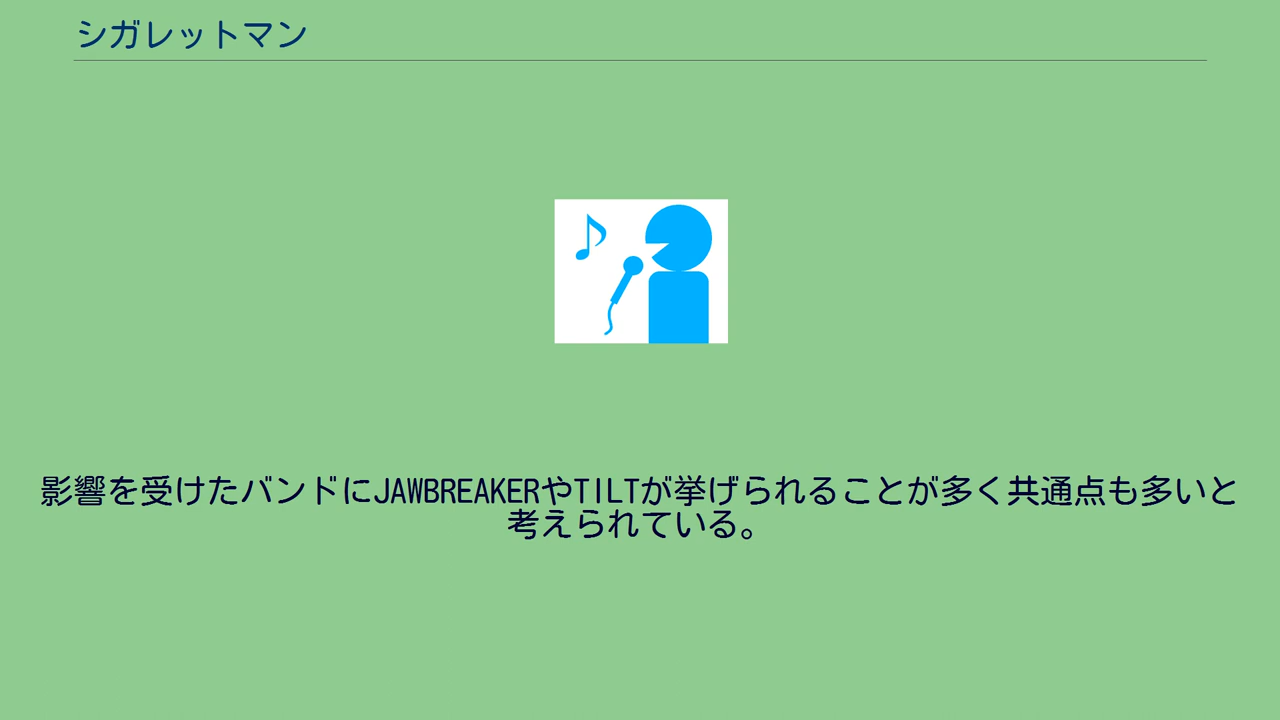 シガレットマン
影響を受けたバンドにJAWBREAKERやTILTが挙げられることが多く共通点も多いと
考えられている。